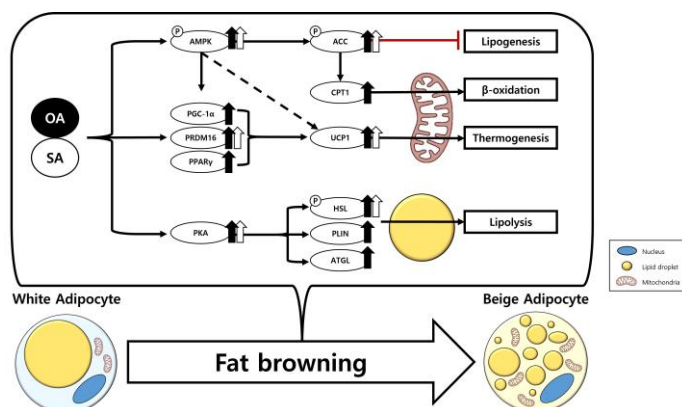 P
AMPK
P
ACC
Lipogenesis
CPT1
β-oxidation
OA
SA
PGC-1α
PRDM16
PPARγ
UCP1
Thermogenesis
PKA
P
HSL
PLIN
ATGL
Lipolysis
Nucleus
Lipid droplet
Mitochondria
White Adipocyte
Beige Adipocyte
Fat browning